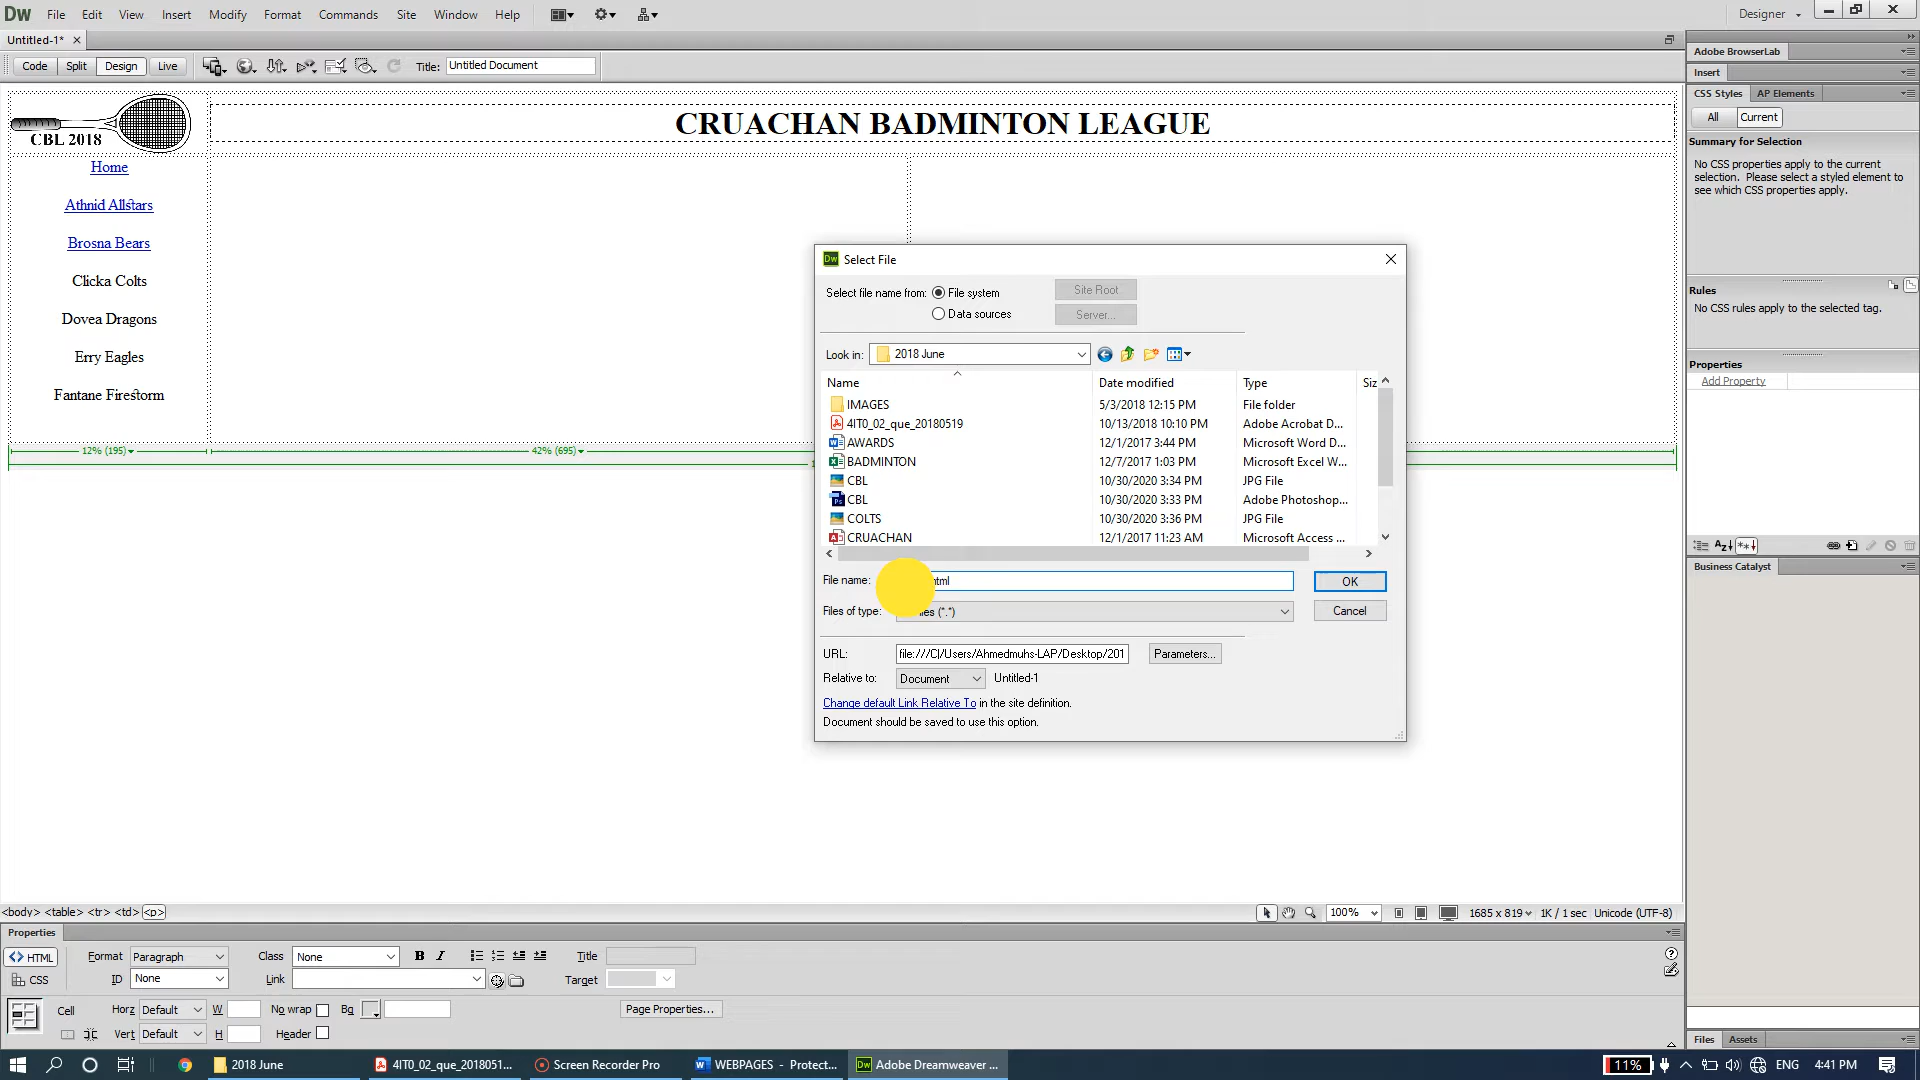 Dw File Edit View Insert Modify Format Commands Site Window Help Designer
Untitled-1*
Code Split Design Live Title: Untitled Document
Adobe BrowserLab
Insert
CSS Styles AP Elements
All Current
Summary for Selection
No CSS properties apply to the current
selection. Please select a styled element to
see which CSS properties apply.
Rules
No CSS rules apply to the selected tag.
Properties
Add Property
Business Catalyst
Files Assets
CBL 2018
CRUACHAN BADMINTON LEAGUE
Home
Athnid Allstars
Brosna Bears
Clicka Colts
Dovea Dragons
Erry Eagles
Fantane Firestorm
12% (195) 42% (695)
Dw Select File
Select file name from: File system Site Root
Data sources Server...
Look in: 2018 June
Name Date modified Type Siz
IMAGES 5/3/2018 12:15 PM File folder
4IT0_02_que_20180519 10/13/2018 10:10 PM Adobe Acrobat D...
AWARDS 12/1/2017 3:44 PM Microsoft Word D...
BADMINTON 12/7/2017 1:03 PM Microsoft Excel W...
CBL 10/30/2020 3:34 PM JPG File
CBL 10/30/2020 3:33 PM Adobe Photoshop...
COLTS 10/30/2020 3:36 PM JPG File
CRUACHAN 12/1/2017 11:23 AM Microsoft Access ...
File name: OK
Files of type: (*.*) Cancel
URL: file:///C|/Users/Ahmedmuhs-LAP/Desktop/201 Parameters...
Relative to: Document Untitled-1
Change default Link Relative To in the site definition.
Document should be saved to use this option.
<body> <table> <tr> <td> <p> 100% 1685 x 819 1K / 1 sec Unicode (UTF-8)
Properties
<> HTML Format Paragraph Class None B I Title
CSS ID None Link Target
Cell Horz Default W No wrap Bg Page Properties...
Vert Default H Header
2018 June 4IT0_02_que_2018051... Screen Recorder Pro WEBPAGES - Protect... Dw Adobe Dreamweaver ... 11% ENG 4:41 PM